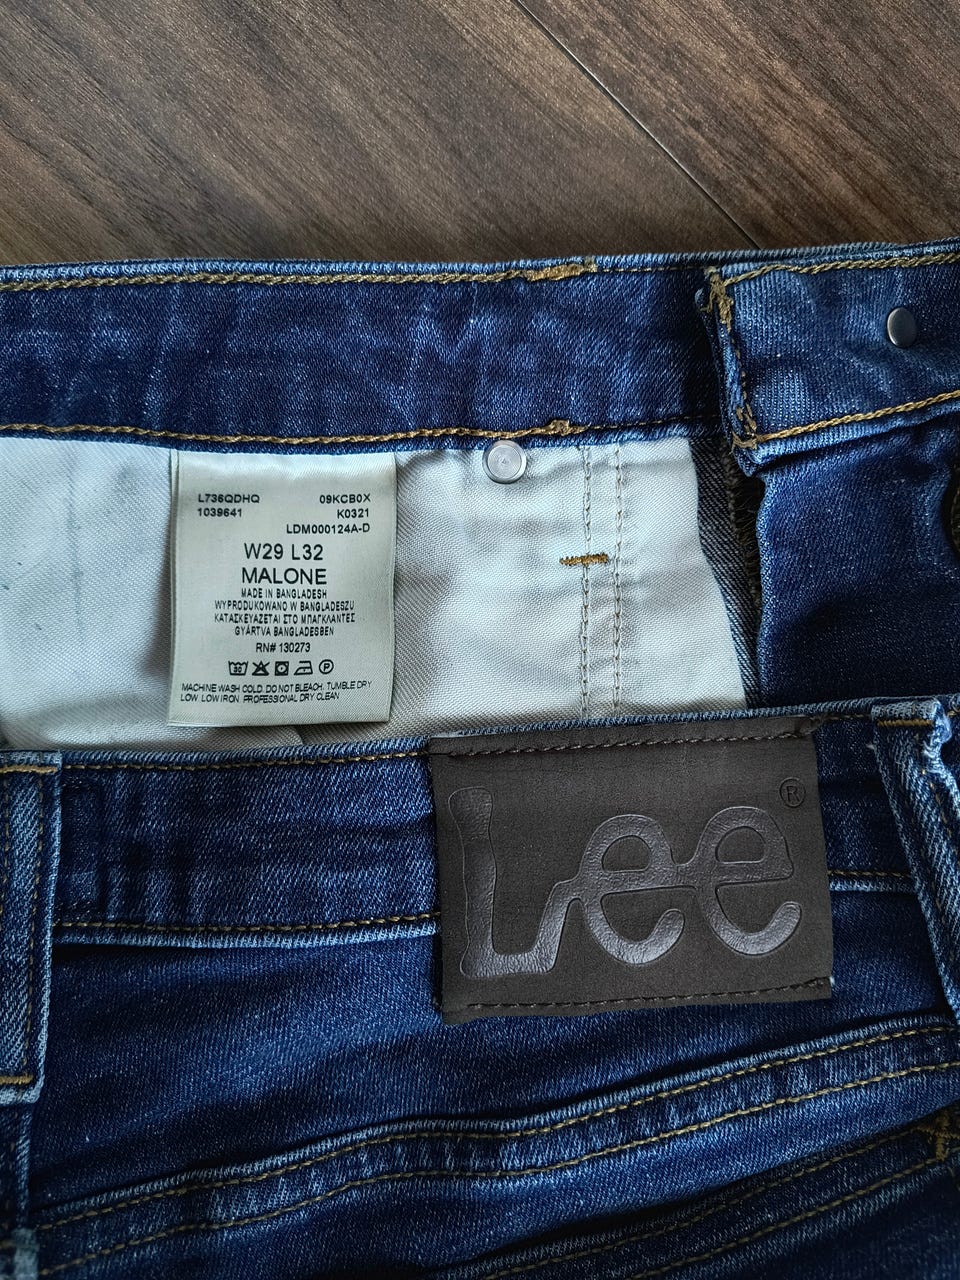 L736QDHQ 09KCB0X
1039641 K0321
LDM000124A-D
W29 L32
MALONE
MADE IN BANGLADESH
WYPRODUKOWANO W BANGLADESZU
ΚΑΤΑΣΚΕΥΑΖΕΤΑΙ ΣΤΟ ΜΠΑΓΚΛΑΝΤΕΣ
GYÁRTVA BANGLADESBEN
RN# 130273
30 P
MACHINE WASH COLD. DO NOT BLEACH. TUMBLE DRY
LOW. LOW IRON. PROFESSIONAL DRY CLEAN
Lee®